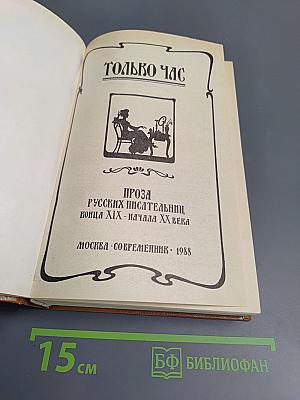 ТОЛЬКО ЧАС
ПРОЗА
РУССКИХ ПИСАТЕЛЬНИЦ
КОНЦА XIX - НАЧАЛА XX ВЕКА
МОСКВА · СОВРЕМЕННИК · 1988
15 СМ
БФ БИБЛИОФАН